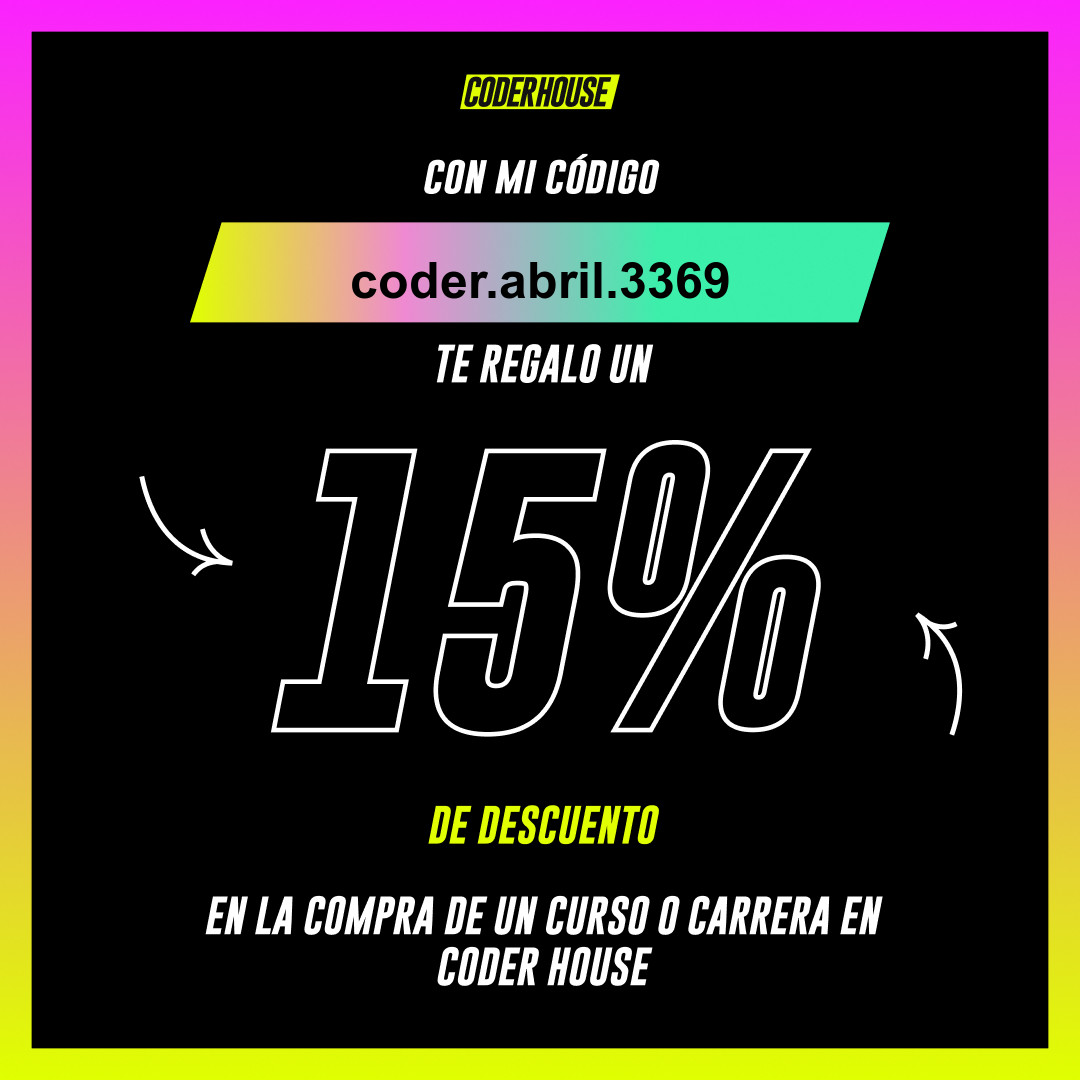 CODERHOUSE
CON MI CÓDIGO
coder.abril.3369
TE REGALO UN
15%
DE DESCUENTO
EN LA COMPRA DE UN CURSO O CARRERA EN
CODER HOUSE